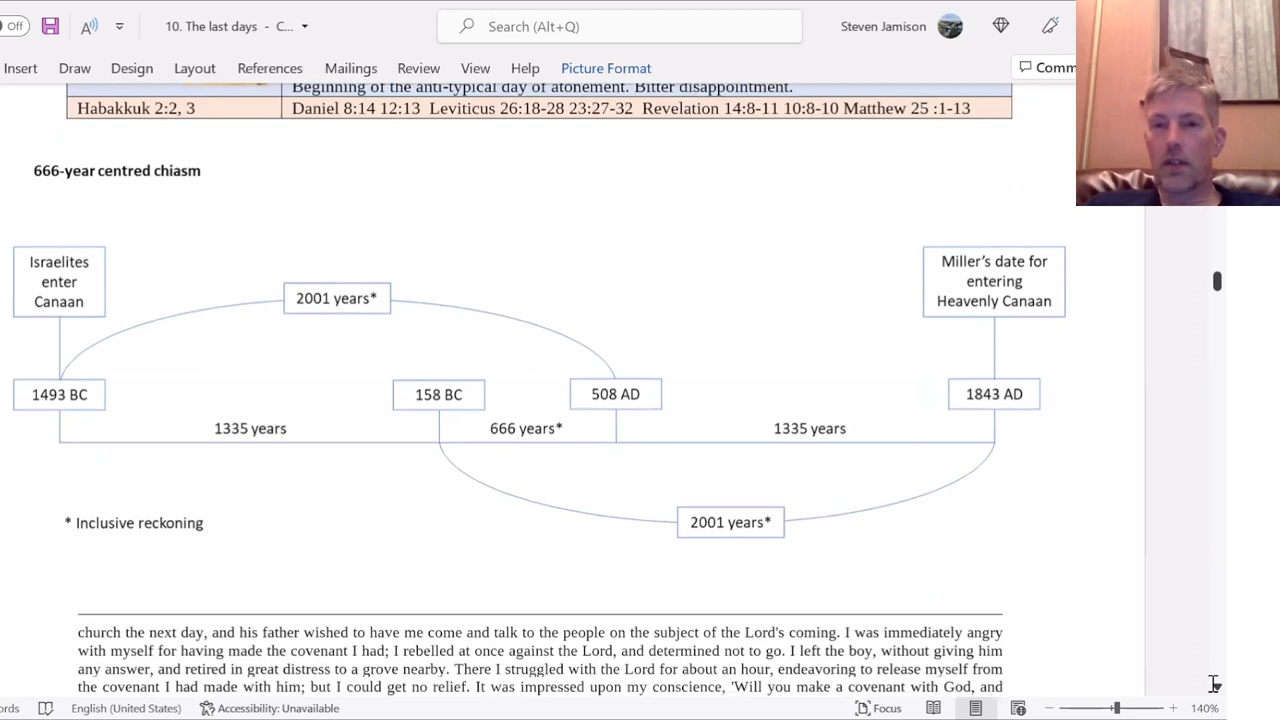 Off
10. The last days - C...
Search (Alt+Q)
Steven Jamison
Insert Draw Design Layout References Mailings Review View Help Picture Format
Comm
Beginning of the anti-typical day of atonement. Bitter disappointment.
Habakkuk 2:2, 3 Daniel 8:14 12:13 Leviticus 26:18-28 23:27-32 Revelation 14:8-11 10:8-10 Matthew 25 :1-13
666-year centred chiasm
Israelites
enter
Canaan
Miller's date for
entering
Heavenly Canaan
2001 years*
1493 BC 158 BC 508 AD 1843 AD
1335 years 666 years* 1335 years
* Inclusive reckoning
2001 years*
church the next day, and his father wished to have me come and talk to the people on the subject of the Lord's coming. I was immediately angry
with myself for having made the covenant I had; I rebelled at once against the Lord, and determined not to go. I left the boy, without giving him
any answer, and retired in great distress to a grove nearby. There I struggled with the Lord for about an hour, endeavoring to release myself from
the covenant I had made with him; but I could get no relief. It was impressed upon my conscience, 'Will you make a covenant with God, and
ords English (United States) Accessibility: Unavailable Focus 140%